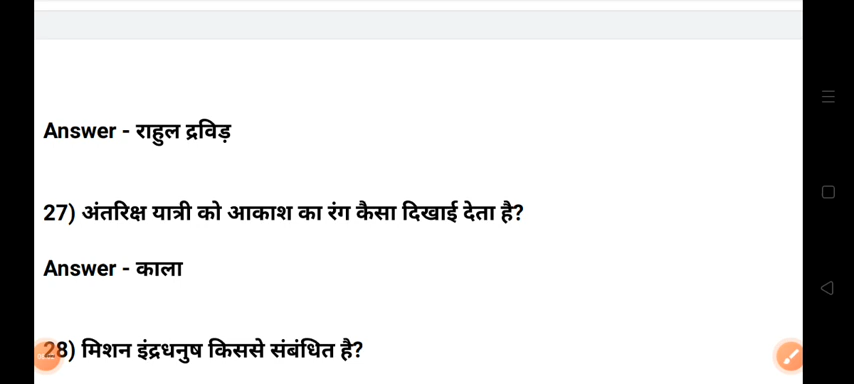 Answer - राहुल द्रविड़
27) अंतरिक्ष यात्री को आकाश का रंग कैसा दिखाई देता है?
Answer - काला
28) मिशन इंद्रधनुष किससे संबंधित है?